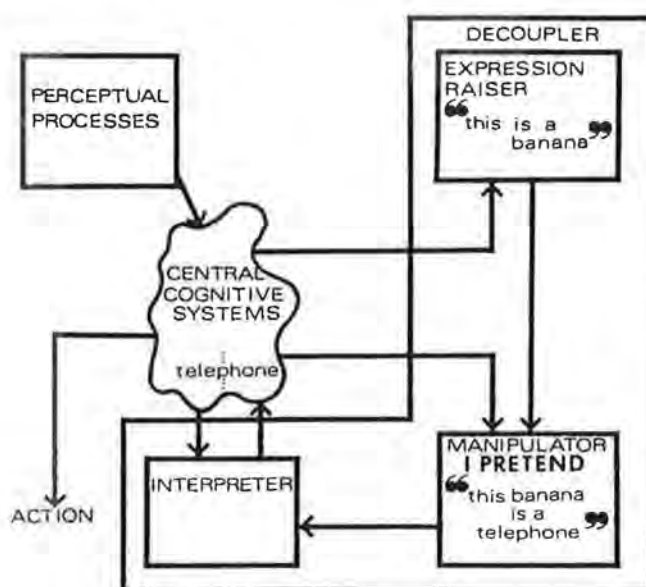 DECOUPLER
PERCEPTUAL
PROCESSES
EXPRESSION
RAISER
“this is a
banana”
CENTRAL
COGNITIVE
SYSTEMS
telephone
ACTION
INTERPRETER
MANIPULATOR
I PRETEND
“this banana
is a
telephone”